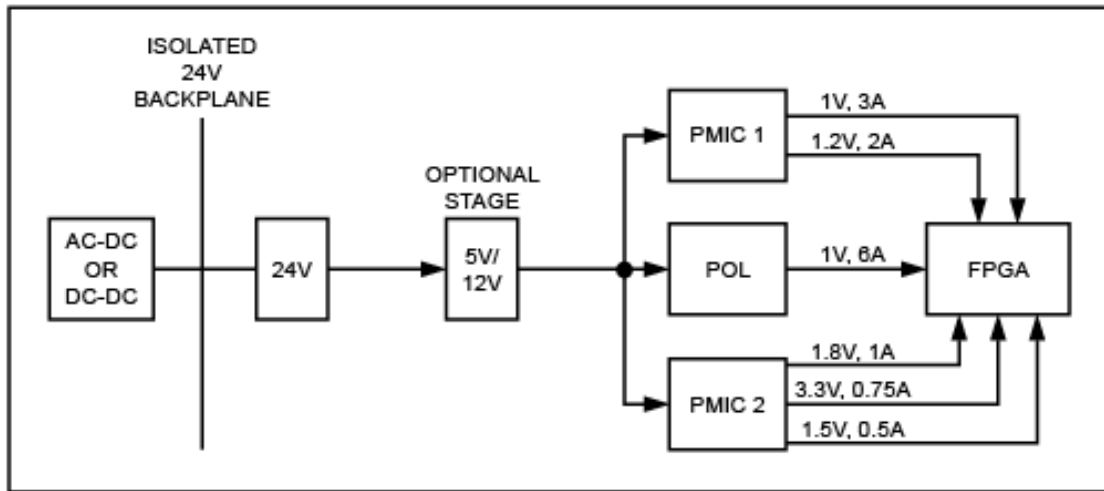 ISOLATED
24V
BACKPLANE
AC-DC
OR
DC-DC
24V
OPTIONAL
STAGE
5V/
12V
PMIC 1
1V, 3A
1.2V, 2A
POL
1V, 6A
FPGA
PMIC 2
1.8V, 1A
3.3V, 0.75A
1.5V, 0.5A